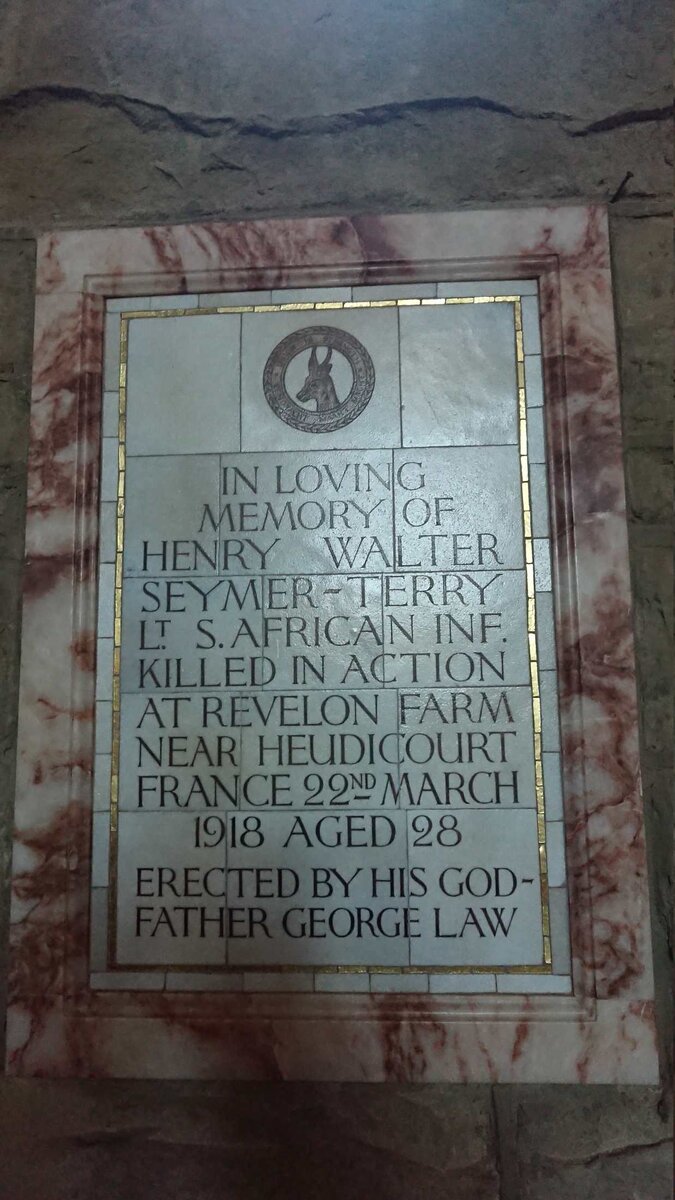 IN LOVING
MEMORY OF
HENRY WALTER
SEYMER-TERRY
LT. S. AFRICAN INF.
KILLED IN ACTION
AT REVELON FARM
NEAR HEUDICOURT
FRANCE 22ND MARCH
1918 AGED 28
ERECTED BY HIS GOD-
FATHER GEORGE LAW